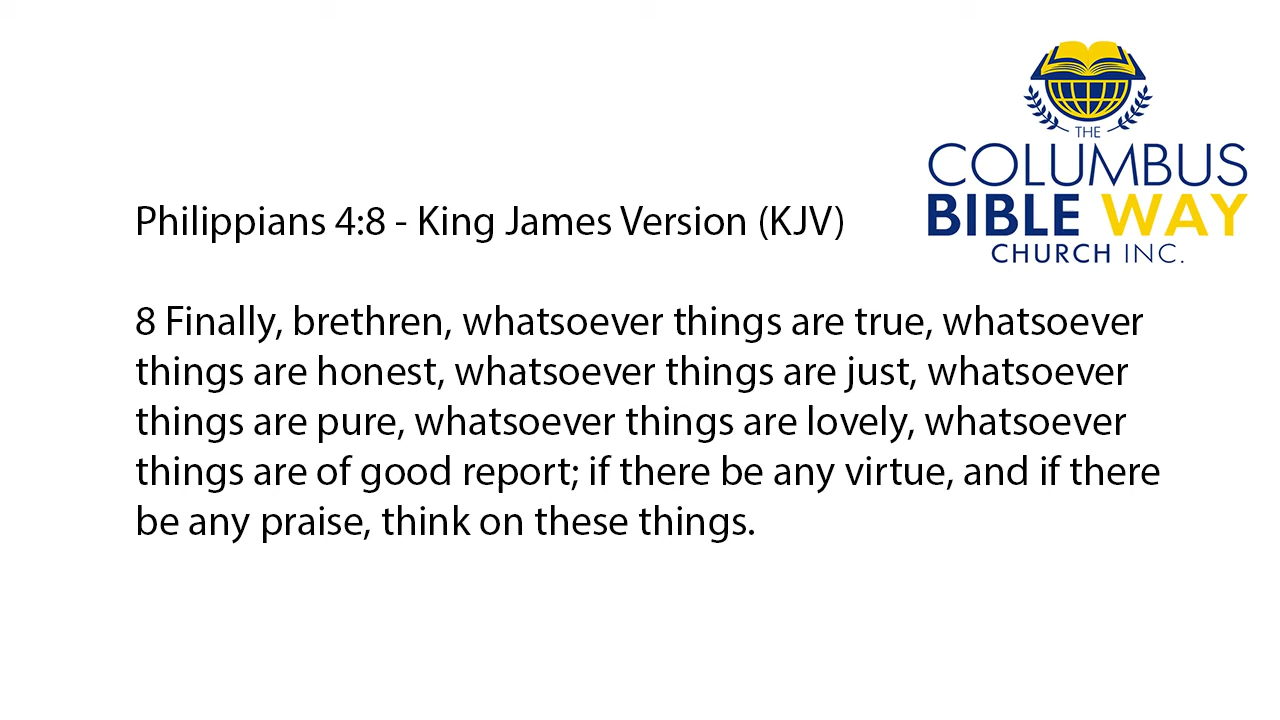 THE
COLUMBUS
BIBLE WAY
CHURCH INC.
Philippians 4:8 - King James Version (KJV)
8 Finally, brethren, whatsoever things are true, whatsoever
things are honest, whatsoever things are just, whatsoever
things are pure, whatsoever things are lovely, whatsoever
things are of good report; if there be any virtue, and if there
be any praise, think on these things.